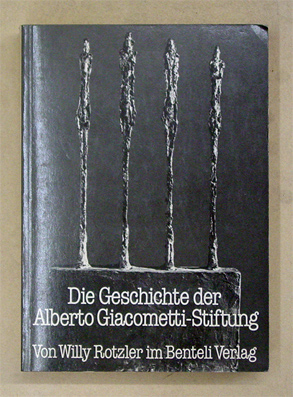 Die Geschichte der
Alberto Giacometti-Stiftung
Von Willy Rotzler im Benteli Verlag